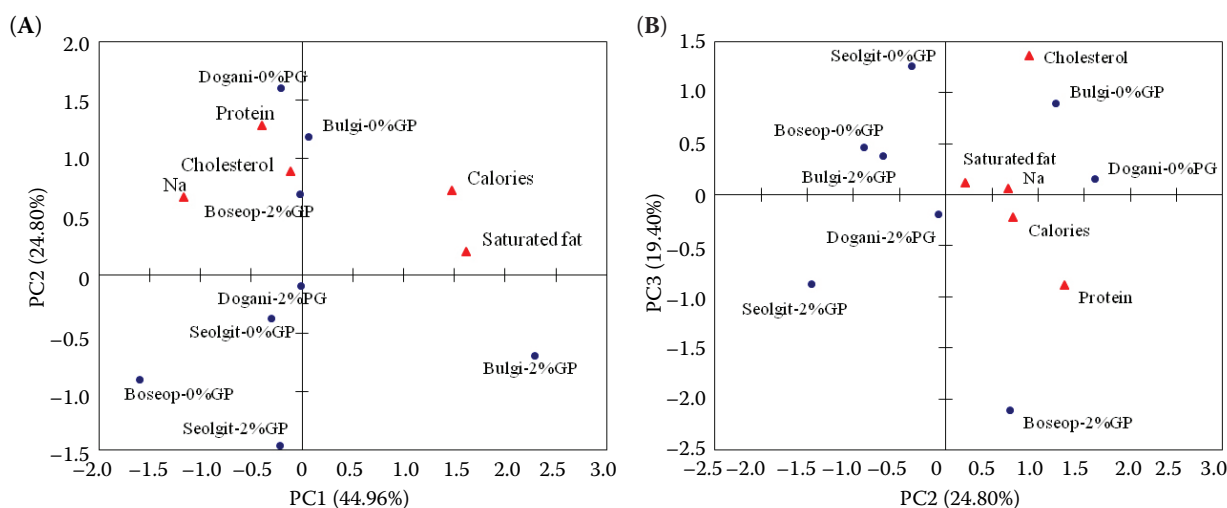 (A)
2.0
1.5
1.0
0.5
0
−0.5
−1.0
−1.5
PC2 (24.80%)
Dogani-0%PG
Protein
Bulgi-0%GP
Cholesterol
Na
Boseop-2%GP
Calories
Saturated fat
Dogani-2%PG
Seolgit-0%GP
Bulgi-2%GP
Boseop-0%GP
Seolgit-2%GP
−2.0 −1.5 −1.0 −0.5 0 0.5 1.0 1.5 2.0 2.5 3.0
PC1 (44.96%)
(B)
1.5
1.0
0.5
0
−0.5
−1.0
−1.5
−2.0
−2.5
PC3 (19.40%)
Seolgit-0%GP
Cholesterol
Bulgi-0%GP
Boseop-0%GP
Saturated fat
Bulgi-2%GP
Na
Dogani-0%PG
Dogani-2%PG
Calories
Seolgit-2%GP
Protein
Boseop-2%GP
−2.5 −2.0 −1.5 −1.0 −0.5 0 0.5 1.0 1.5 2.0 2.5 3.0
PC2 (24.80%)